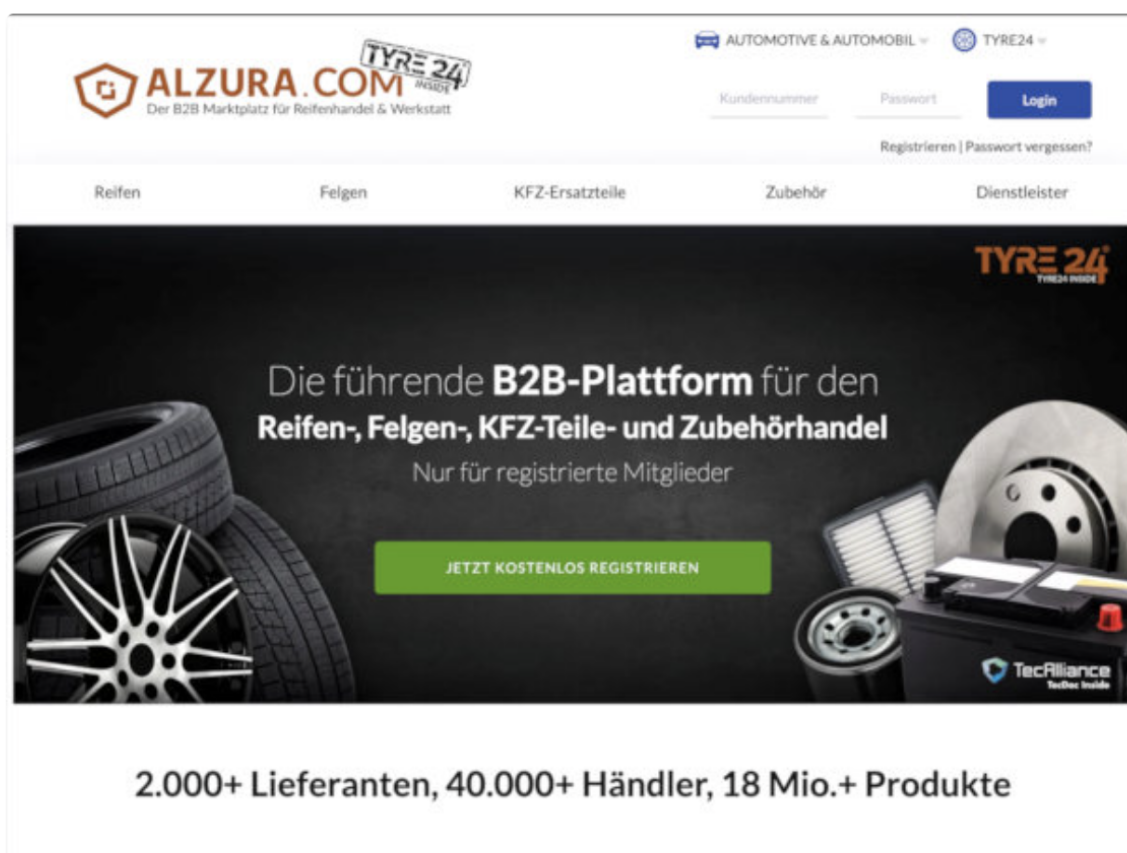 ALZURA.COM
TYRE 24
INSIDE
Der B2B Marktplatz für Reifenhandel & Werkstatt
AUTOMOTIVE & AUTOMOBIL
TYRE24
Kundennummer
Passwort
Login
Registrieren | Passwort vergessen?
Reifen
Felgen
KFZ-Ersatzteile
Zubehör
Dienstleister
TYRE 24
TYRE24 INSIDE
Die führende B2B-Plattform für den
Reifen-, Felgen-, KFZ-Teile- und Zubehörhandel
Nur für registrierte Mitglieder
JETZT KOSTENLOS REGISTRIEREN
TecAlliance
TecDoc Inside
2.000+ Lieferanten, 40.000+ Händler, 18 Mio.+ Produkte